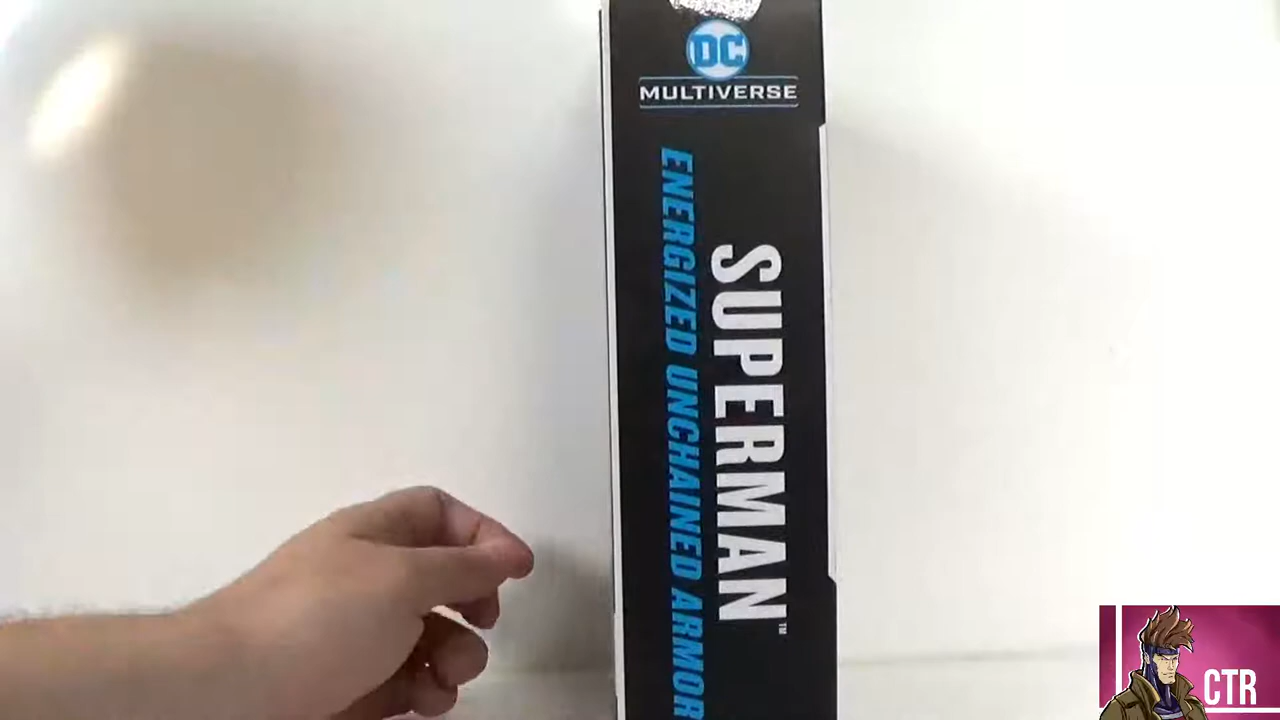 DC
MULTIVERSE
SUPERMAN™
ENERGIZED UNCHAINED ARMOR
CTR